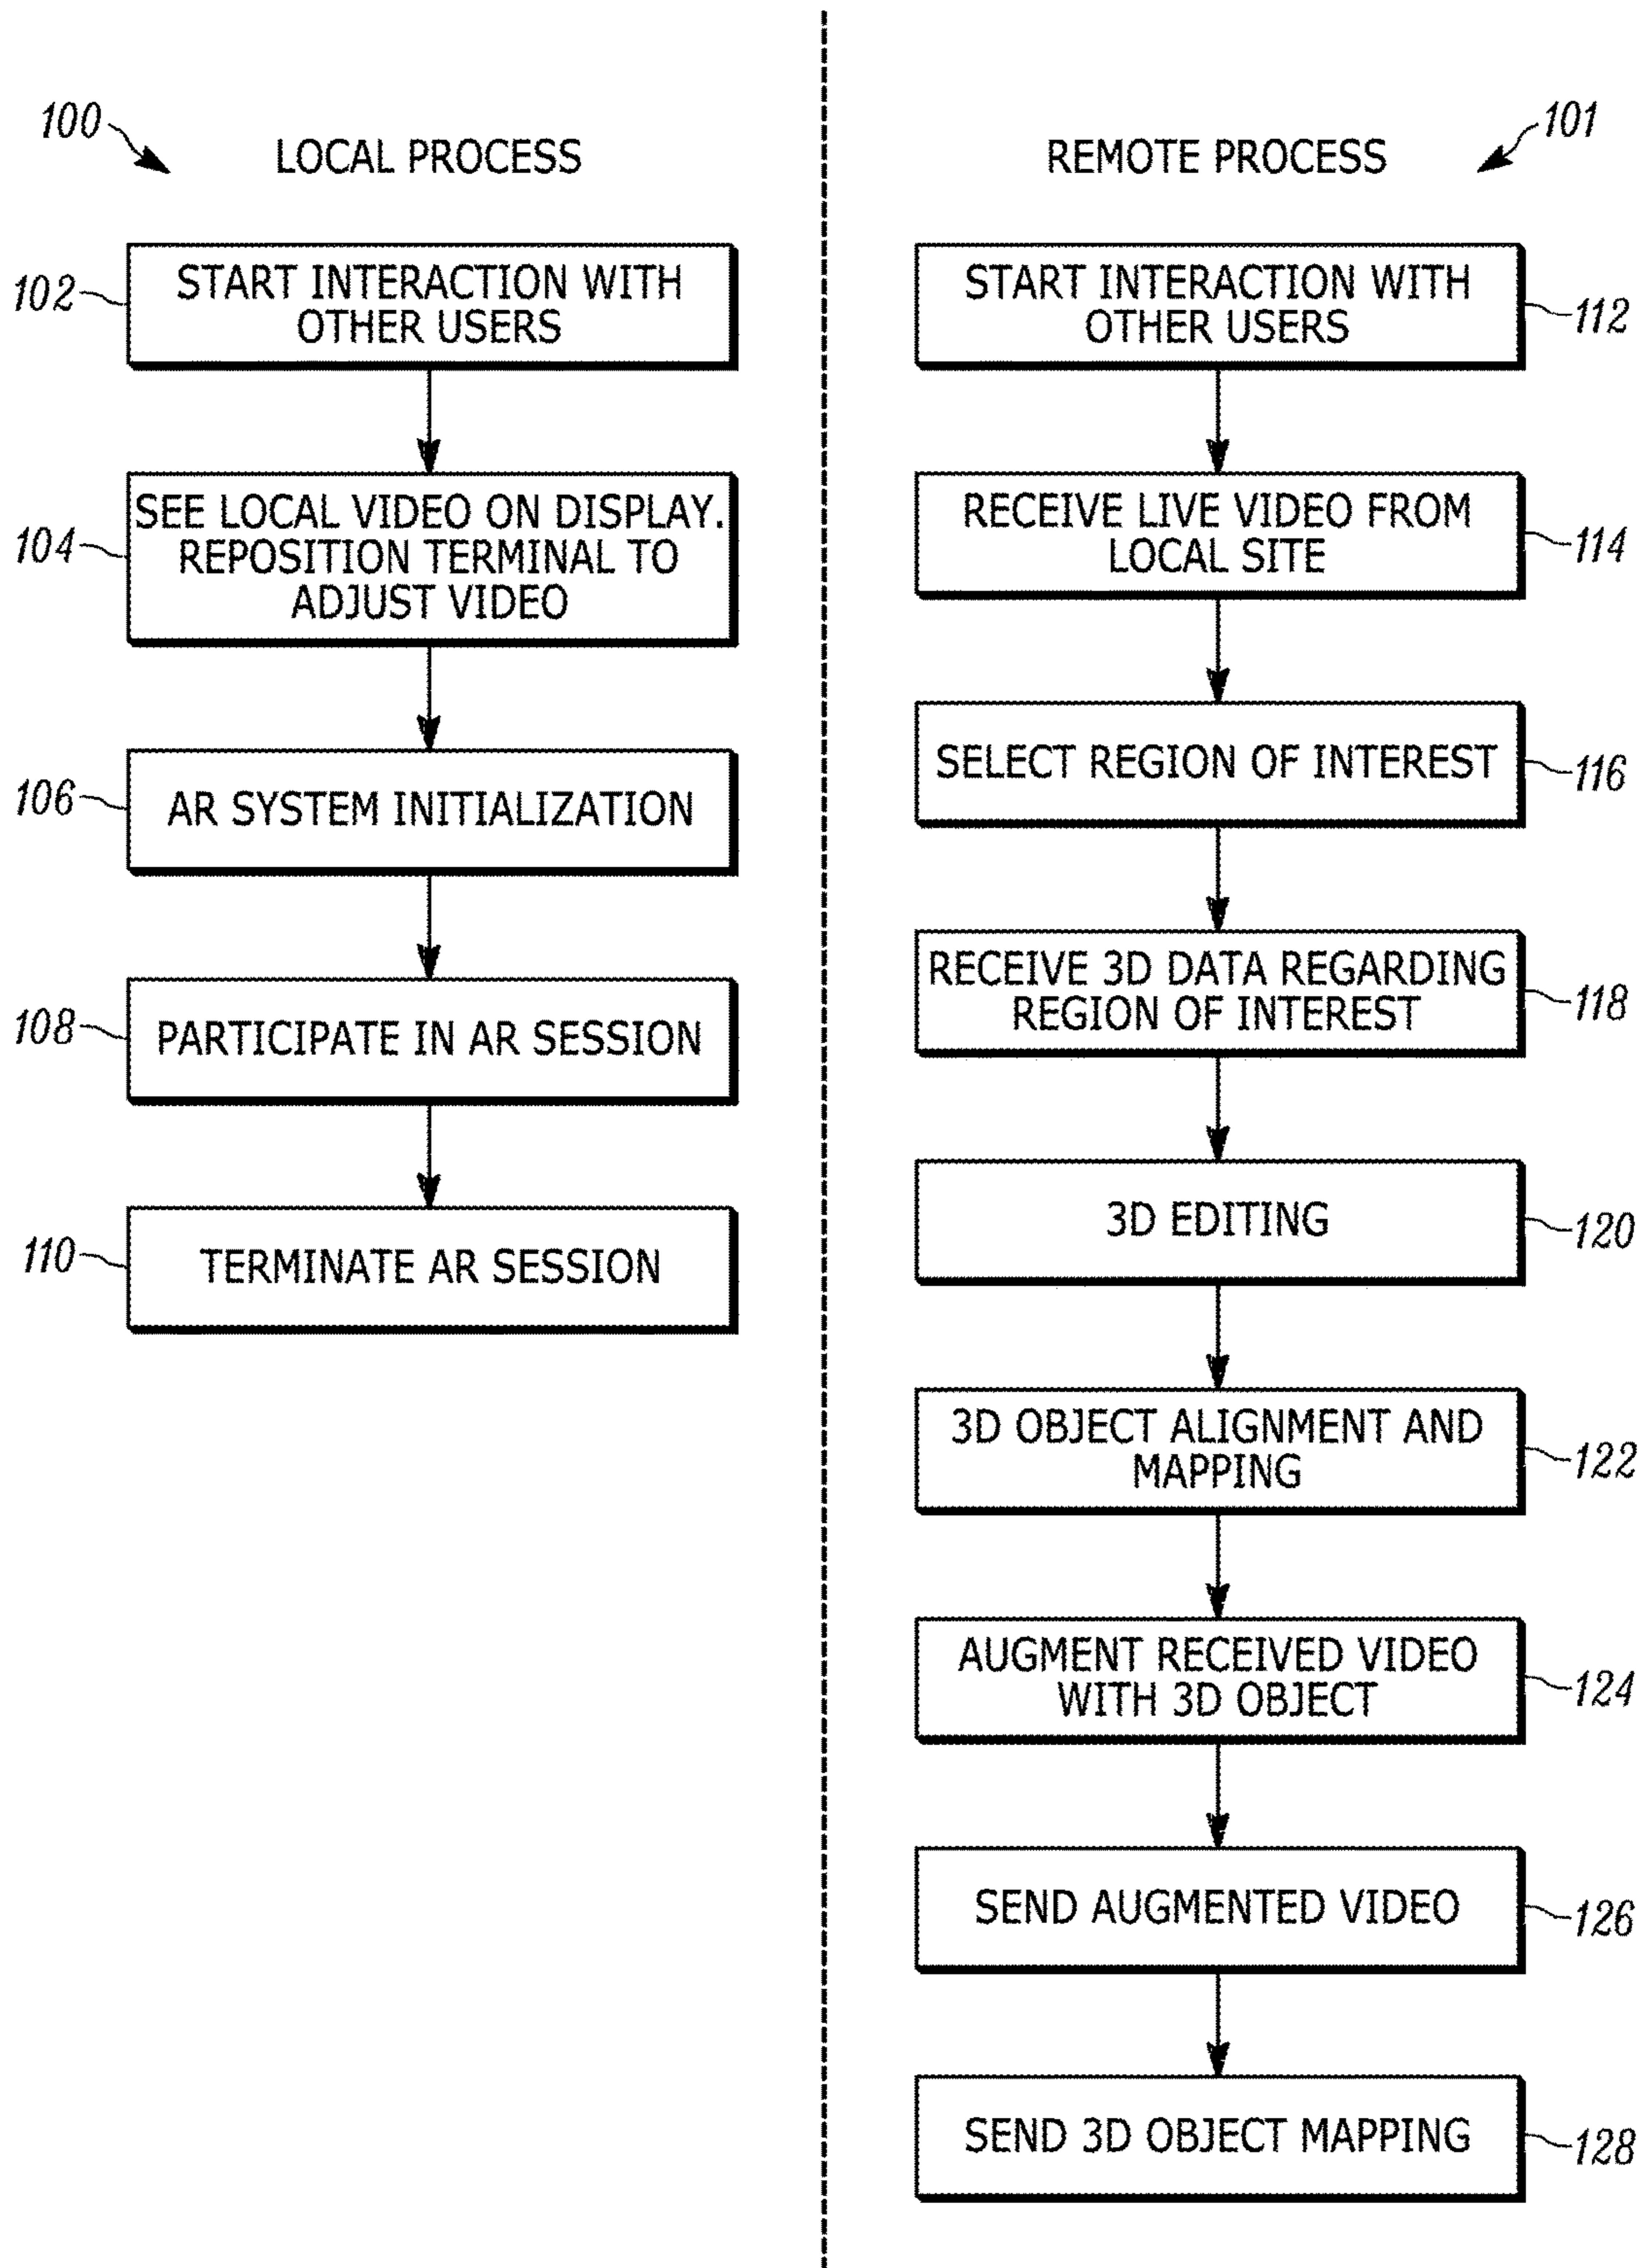 100
LOCAL PROCESS
102
START INTERACTION WITH
OTHER USERS
104
SEE LOCAL VIDEO ON DISPLAY.
REPOSITION TERMINAL TO
ADJUST VIDEO
106
AR SYSTEM INITIALIZATION
108
PARTICIPATE IN AR SESSION
110
TERMINATE AR SESSION
REMOTE PROCESS
101
START INTERACTION WITH
OTHER USERS
112
RECEIVE LIVE VIDEO FROM
LOCAL SITE
114
SELECT REGION OF INTEREST
116
RECEIVE 3D DATA REGARDING
REGION OF INTEREST
118
3D EDITING
120
3D OBJECT ALIGNMENT AND
MAPPING
122
AUGMENT RECEIVED VIDEO
WITH 3D OBJECT
124
SEND AUGMENTED VIDEO
126
SEND 3D OBJECT MAPPING
128